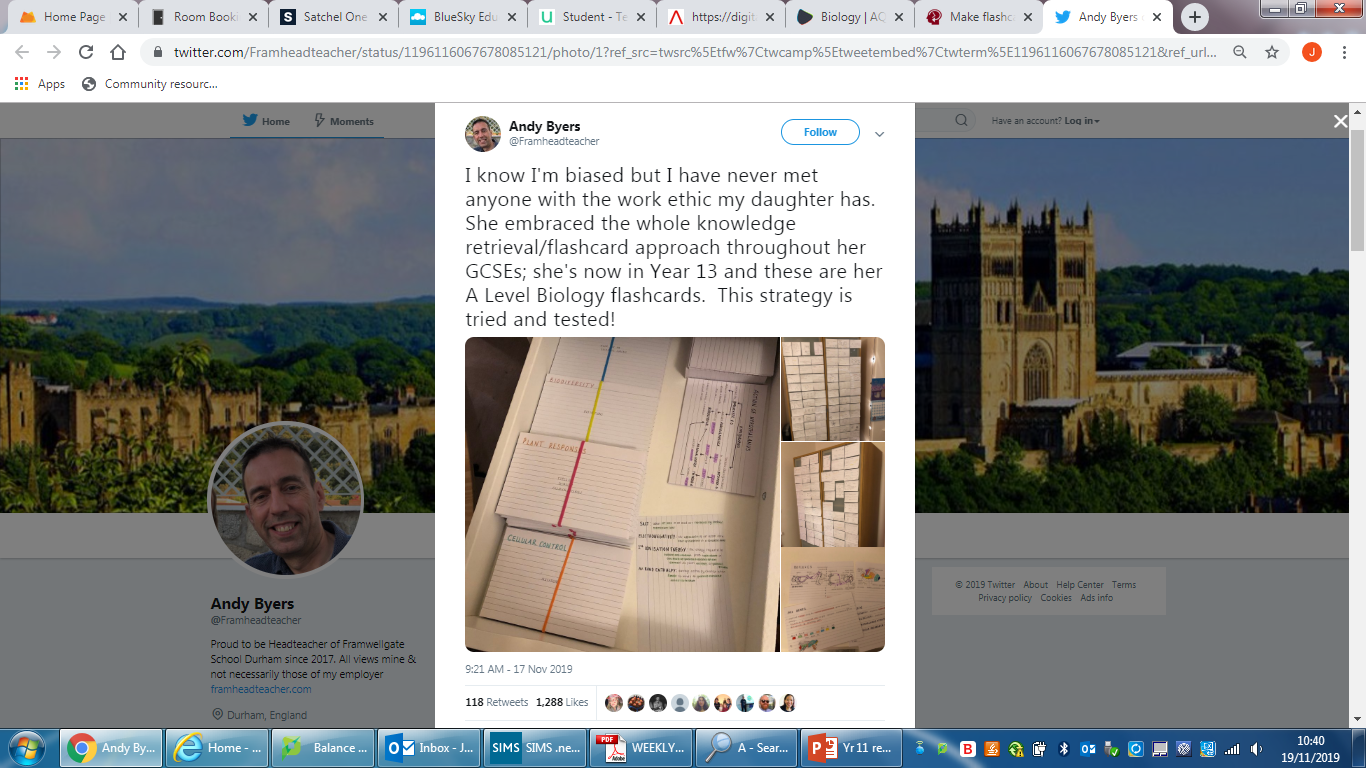 Home Page
Room Booki
Satchel One
BlueSky Edu
Student - Te
https://digit
Biology | AQ
Make flashc
Andy Byers
twitter.com/Framheadteacher/status/1196116067678085121/photo/1?ref_src=twsrc%5Etfw%7Ctwcamp%5Etweetembed%7Ctwterm%5E1196116067678085121&ref_url...
J
Apps
Community resourc...
Home
Moments
Have an account? Log in
Andy Byers
@Framheadteacher
Follow
I know I'm biased but I have never met
anyone with the work ethic my daughter has.
She embraced the whole knowledge
retrieval/flashcard approach throughout her
GCSEs; she's now in Year 13 and these are her
A Level Biology flashcards. This strategy is
tried and tested!
BIODIVERSITY
PLANT RESPONSES
CELLULAR CONTROL
9:21 AM - 17 Nov 2019
118 Retweets 1,288 Likes
Andy Byers
@Framheadteacher
Proud to be Headteacher of Framwellgate
School Durham since 2017. All views mine &
not necessarily those of my employer
framheadteacher.com
Durham, England
© 2019 Twitter About Help Center Terms
Privacy policy Cookies Ads info
Andy By...
Home - ...
Balance ...
Inbox - J...
SIMS
SIMS .ne...
PDF
Adobe
WEEKLY...
A - Sear...
Yr 11 re...
10:40
19/11/2019